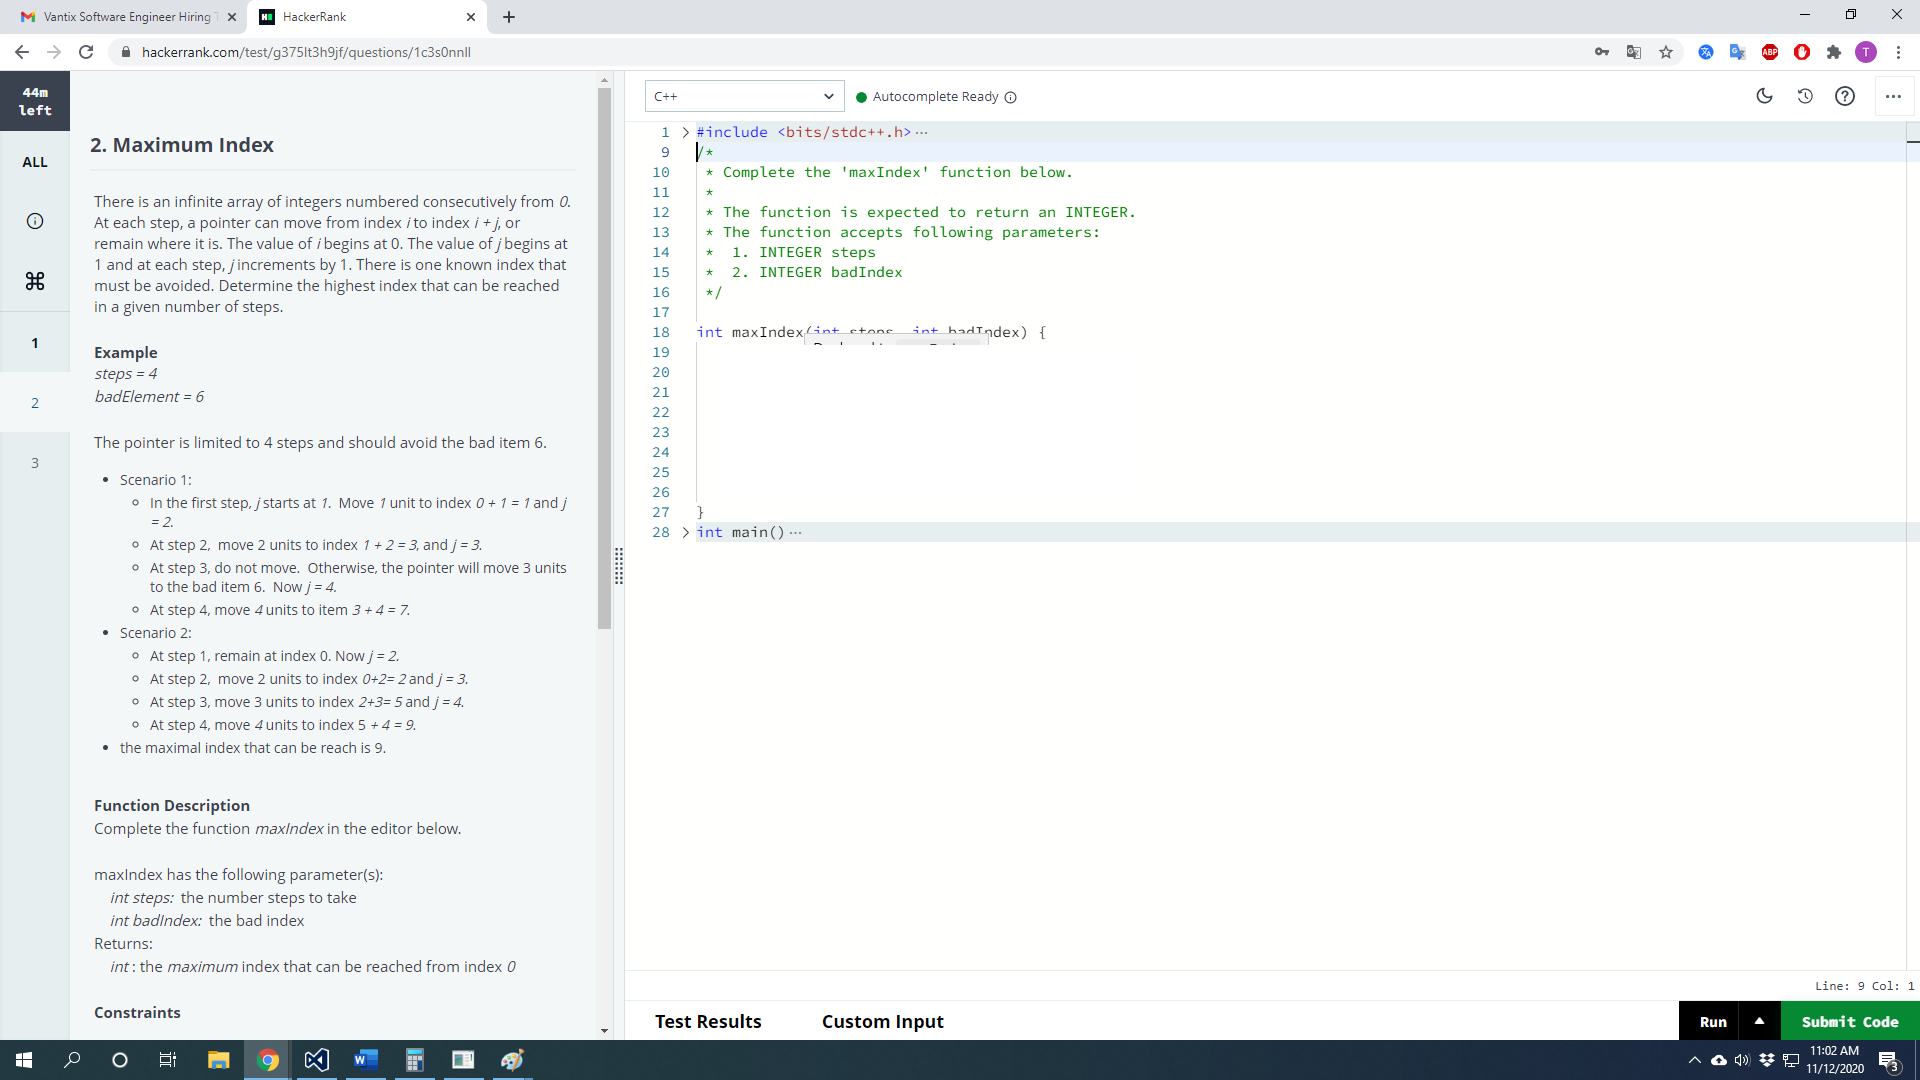 Vantix Software Engineer Hiring
HackerRank
hackerrank.com/test/g375lt3h9jf/questions/1c3s0nnll
ABP
T
44m
left
ALL
1
2
3
2. Maximum Index
There is an infinite array of integers numbered consecutively from 0.
At each step, a pointer can move from index i to index i + j, or
remain where it is. The value of i begins at 0. The value of j begins at
1 and at each step, j increments by 1. There is one known index that
must be avoided. Determine the highest index that can be reached
in a given number of steps.
Example
steps = 4
badElement = 6
The pointer is limited to 4 steps and should avoid the bad item 6.
• Scenario 1:
◦ In the first step, j starts at 1.  Move 1 unit to index 0 + 1 = 1 and j
= 2.
◦ At step 2,  move 2 units to index 1 + 2 = 3, and j = 3.
◦ At step 3, do not move.  Otherwise, the pointer will move 3 units
to the bad item 6.  Now j = 4.
◦ At step 4, move 4 units to item 3 + 4 = 7.
• Scenario 2:
◦ At step 1, remain at index 0. Now j = 2.
◦ At step 2,  move 2 units to index 0+2= 2 and j = 3.
◦ At step 3, move 3 units to index 2+3= 5 and j = 4.
◦ At step 4, move 4 units to index 5 + 4 = 9.
• the maximal index that can be reach is 9.
Function Description
Complete the function maxIndex in the editor below.
maxIndex has the following parameter(s):
int steps:  the number steps to take
int badIndex:  the bad index
Returns:
int : the maximum index that can be reached from index 0
Constraints
C++
Autocomplete Ready
1 #include <bits/stdc++.h>···
9 /*
10  * Complete the 'maxIndex' function below.
11  *
12  * The function is expected to return an INTEGER.
13  * The function accepts following parameters:
14  *  1. INTEGER steps
15  *  2. INTEGER badIndex
16  */
17
18 int maxIndex(int steps, int badIndex) {
19
20
21
22
23
24
25
26
27 }
28 int main()···
Line: 9 Col: 1
Test Results
Custom Input
Run
Submit Code
11:02 AM
11/12/2020
3